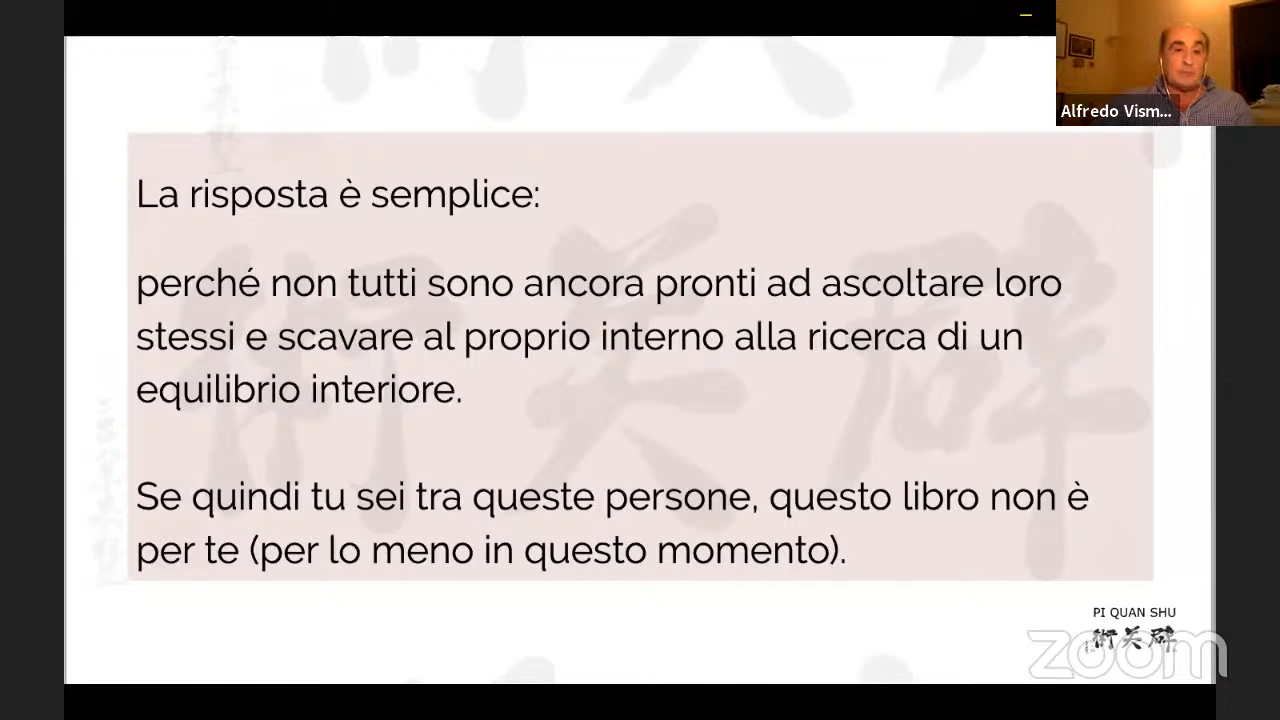 Alfredo Vism...
La risposta è semplice:
perché non tutti sono ancora pronti ad ascoltare loro
stessi e scavare al proprio interno alla ricerca di un
equilibrio interiore.
Se quindi tu sei tra queste persone, questo libro non è
per te (per lo meno in questo momento).
PI QUAN SHU
zoom